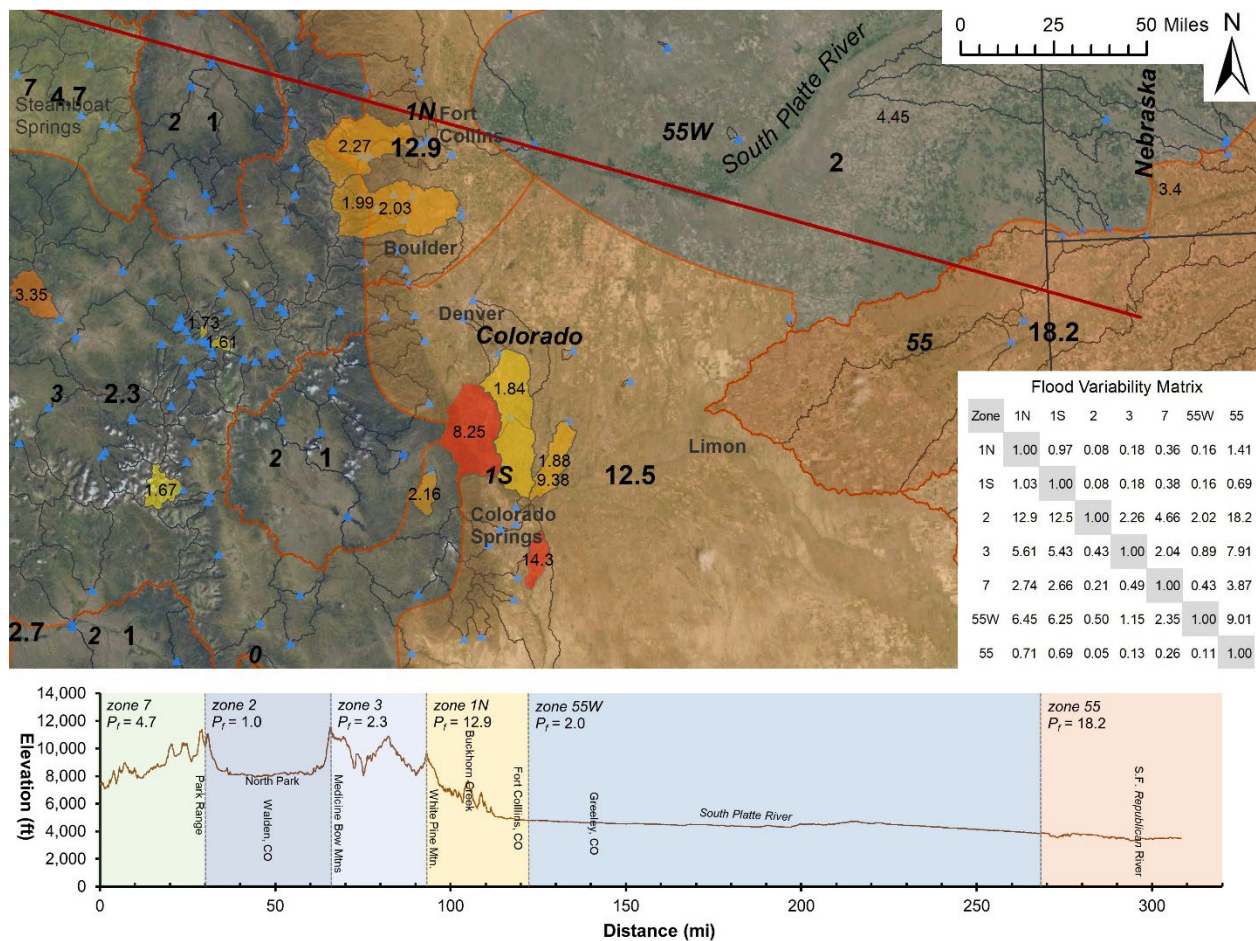 0 25 50 Miles
N
7 4.7
Steamboat
Springs
2 1
1N
Fort
Collins
12.9
2.27
1.99
2.03
Boulder
55W
South Platte River
2
4.45
Nebraska
3.4
3.35
1.73
1.61
3 2.3
Denver
Colorado
1.84
8.25
1S
2 1
2.16
1.88
9.38
12.5
Limon
55
18.2
1.67
Colorado
Springs
14.3
2.7
2 1
0
Flood Variability Matrix
Zone 1N 1S 2 3 7 55W 55
1N 1.00 0.97 0.08 0.18 0.36 0.16 1.41
1S 1.03 1.00 0.08 0.18 0.38 0.16 0.69
2 12.9 12.5 1.00 2.26 4.66 2.02 18.2
3 5.61 5.43 0.43 1.00 2.04 0.89 7.91
7 2.74 2.66 0.21 0.49 1.00 0.43 3.87
55W 6.45 6.25 0.50 1.15 2.35 1.00 9.01
55 0.71 0.69 0.05 0.13 0.26 0.11 1.00
14,000
12,000
10,000
8,000
6,000
4,000
2,000
0
Elevation (ft)
zone 7
Pf = 4.7
zone 2
Pf = 1.0
zone 3
Pf = 2.3
zone 1N
Pf = 12.9
zone 55W
Pf = 2.0
zone 55
Pf = 18.2
Park Range
North Park
Walden, CO
Medicine Bow Mtns
White Pine Mtn.
Buckhorn Creek
Fort Colllins, CO
Greeley, CO
South Platte River
S.F. Republican River
0 50 100 150 200 250 300
Distance (mi)